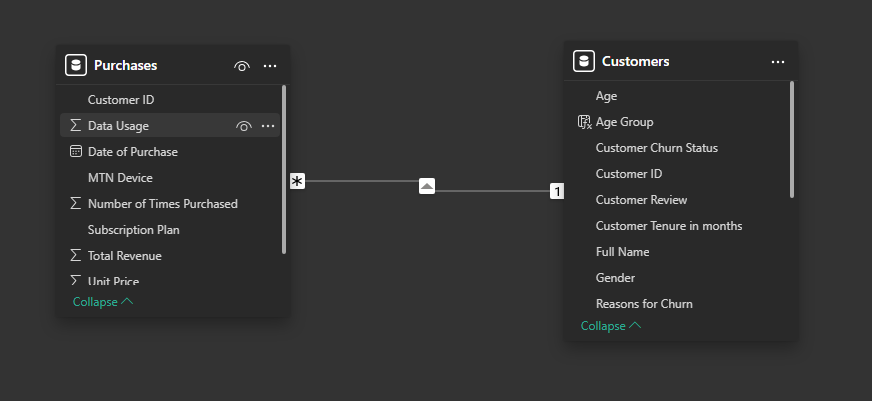 Purchases
Customer ID
Data Usage
Date of Purchase
MTN Device
Number of Times Purchased
Subscription Plan
Total Revenue
Unit Price
Collapse
*
1
Customers
Age
Age Group
Customer Churn Status
Customer ID
Customer Review
Customer Tenure in months
Full Name
Gender
Reasons for Churn
Collapse